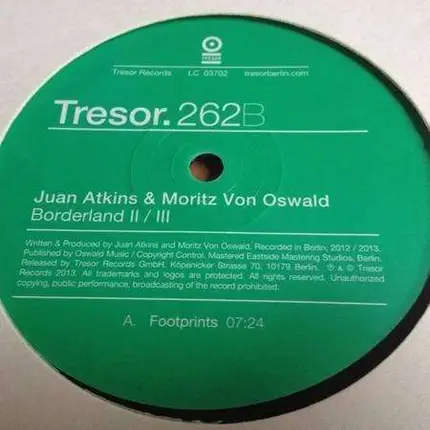 TRESOR
Tresor Records LC 03702 tresorberlin.com
Tresor. 262B
Juan Atkins & Moritz Von Oswald
Borderland II / III
Written & Produced by Juan Atkins and Moritz Von Oswald. Recorded in Berlin, 2012 / 2013.
Published by Oswald Music / Copyright Control. Mastered Eastside Mastering Studios, Berlin.
Released by Tresor Records GmbH, Köpenicker Strasse 70, 10179 Berlin. ℗ & © Tresor
Records 2013. All trademarks and logos are protected. All rights reserved. Unauthorized
copying, public performance, broadcasting of the record prohibited.
A. Footprints 07:24